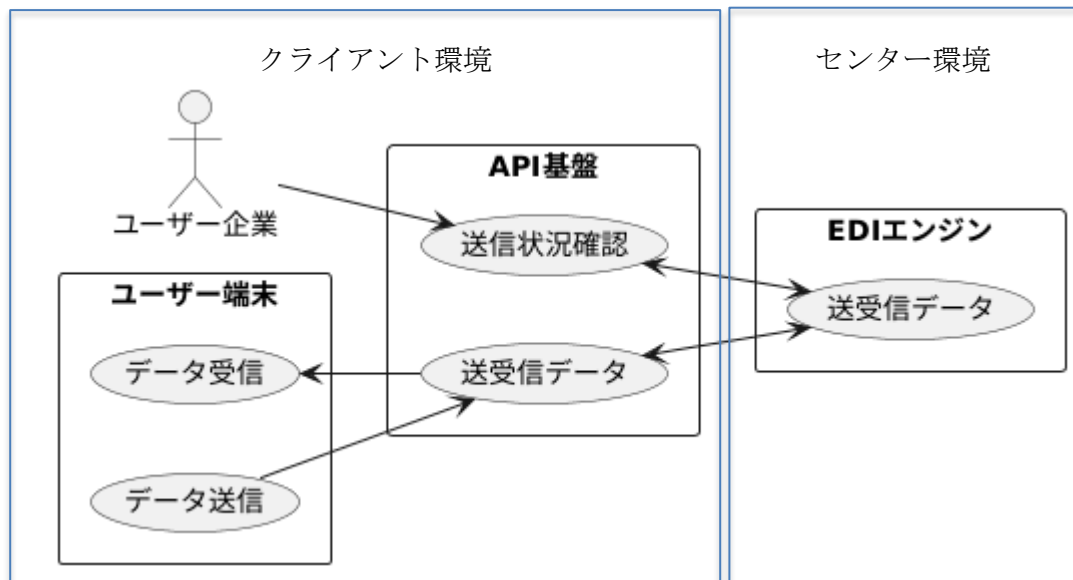 クライアント環境
センター環境
ユーザー企業
API基盤
送信状況確認
送受信データ
ユーザー端末
データ受信
データ送信
EDIエンジン
送受信データ